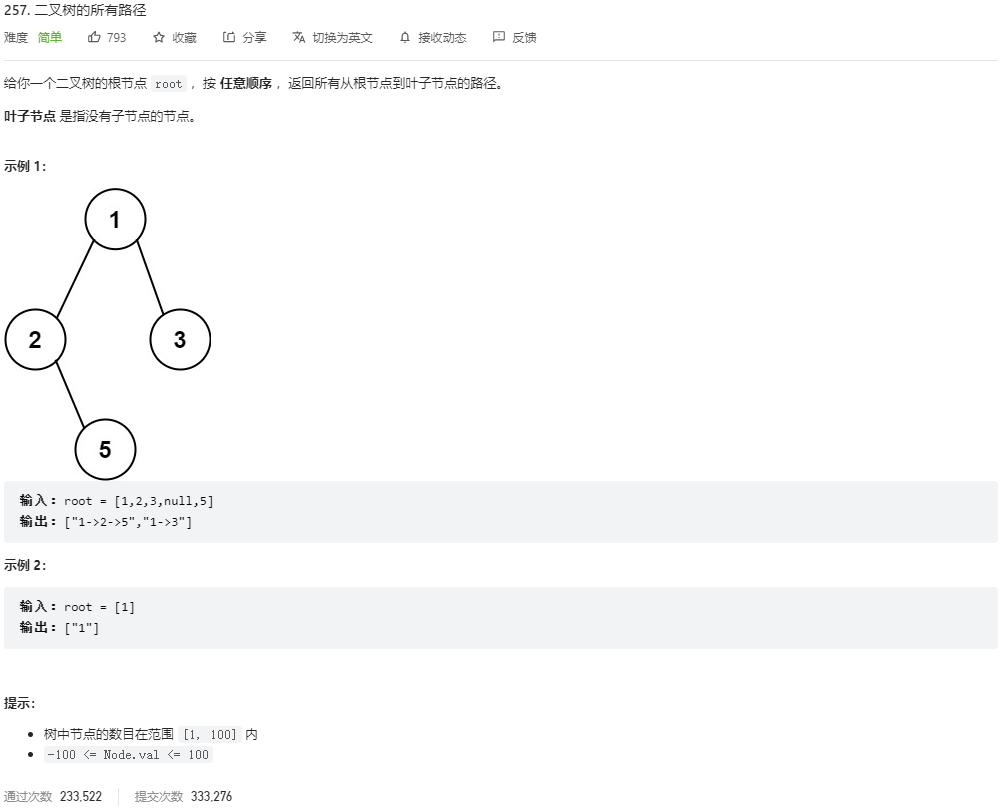 257. 二叉树的所有路径
难度 简单 793 收藏 分享 切换为英文 接收动态 反馈
给你一个二叉树的根节点 root ，按 任意顺序 ，返回所有从根节点到叶子节点的路径。
叶子节点 是指没有子节点的节点。
示例 1：
1
2 3
5
输入：root = [1,2,3,null,5]
输出：["1->2->5","1->3"]
示例 2：
输入：root = [1]
输出：["1"]
提示：
树中节点的数目在范围 [1, 100] 内
-100 <= Node.val <= 100
通过次数 233,522 提交次数 333,276